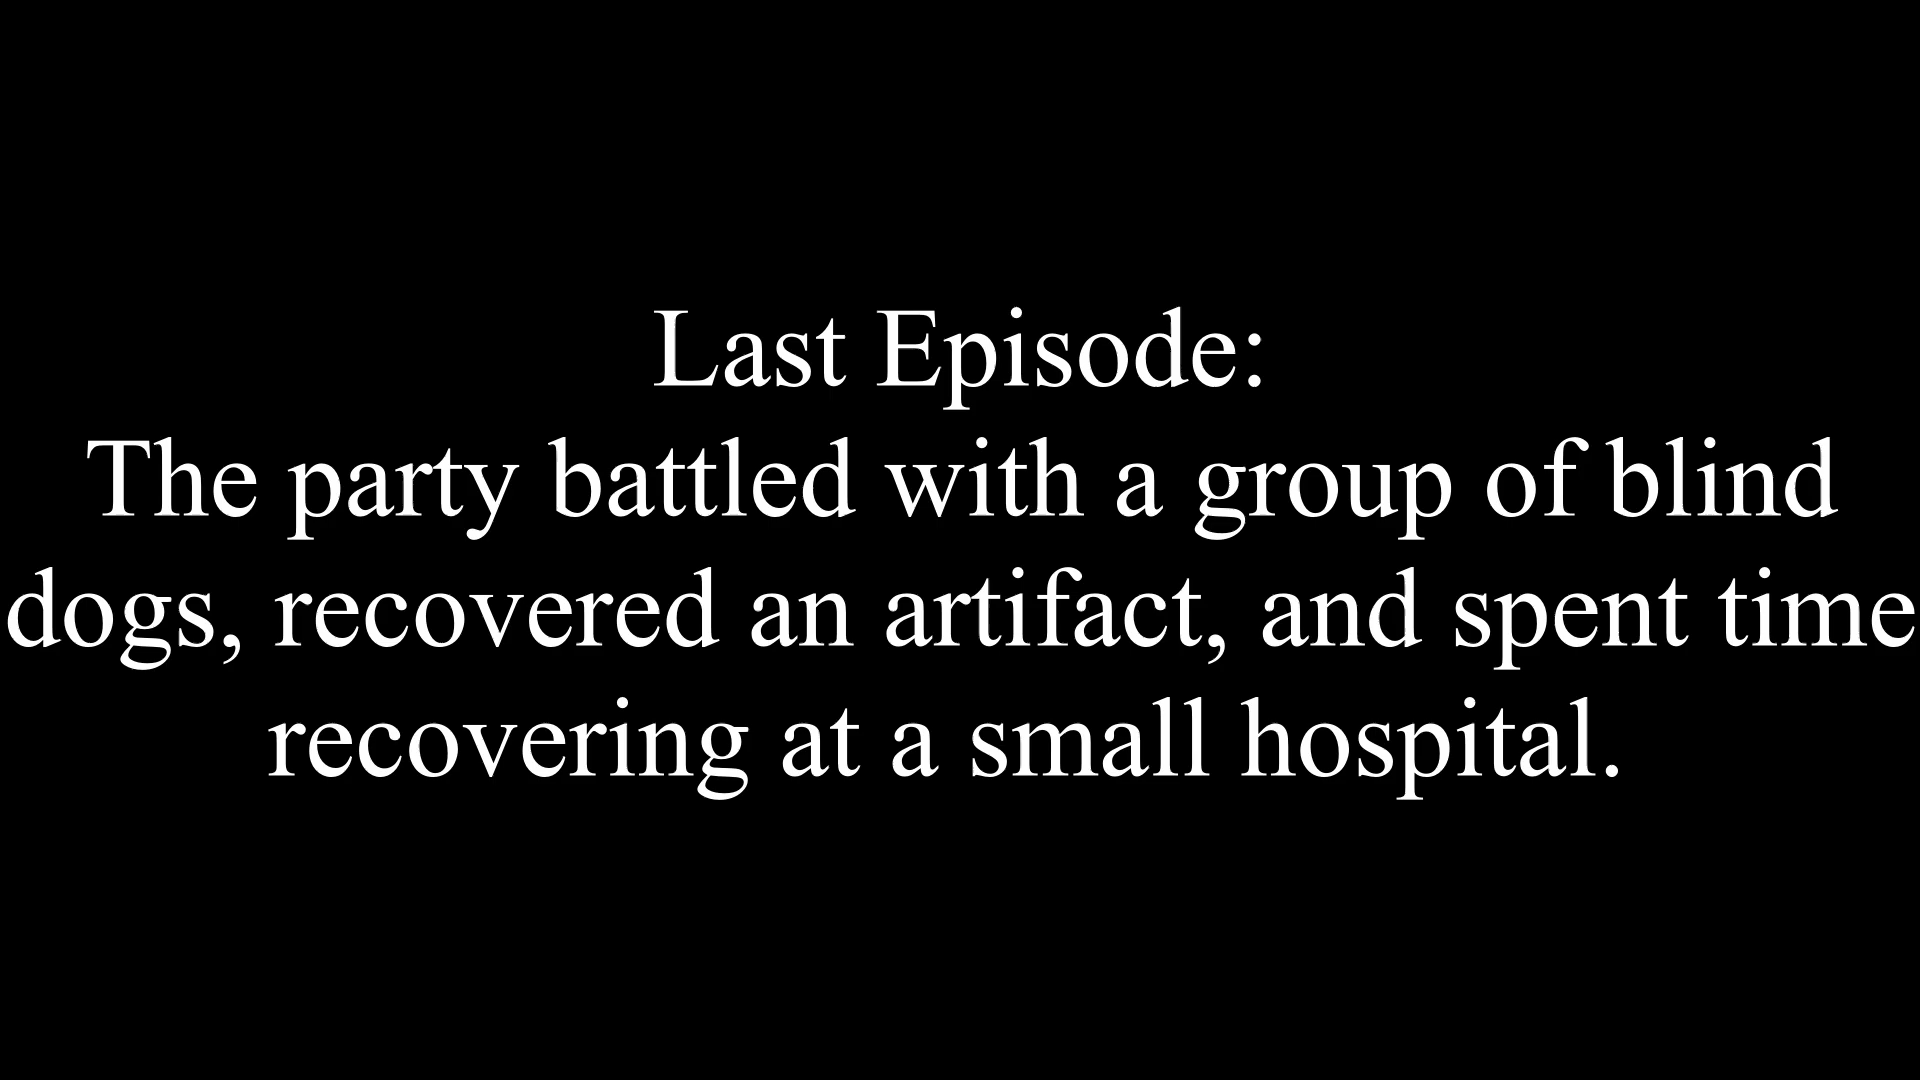 Last Episode:
The party battled with a group of blind
dogs, recovered an artifact, and spent time
recovering at a small hospital.